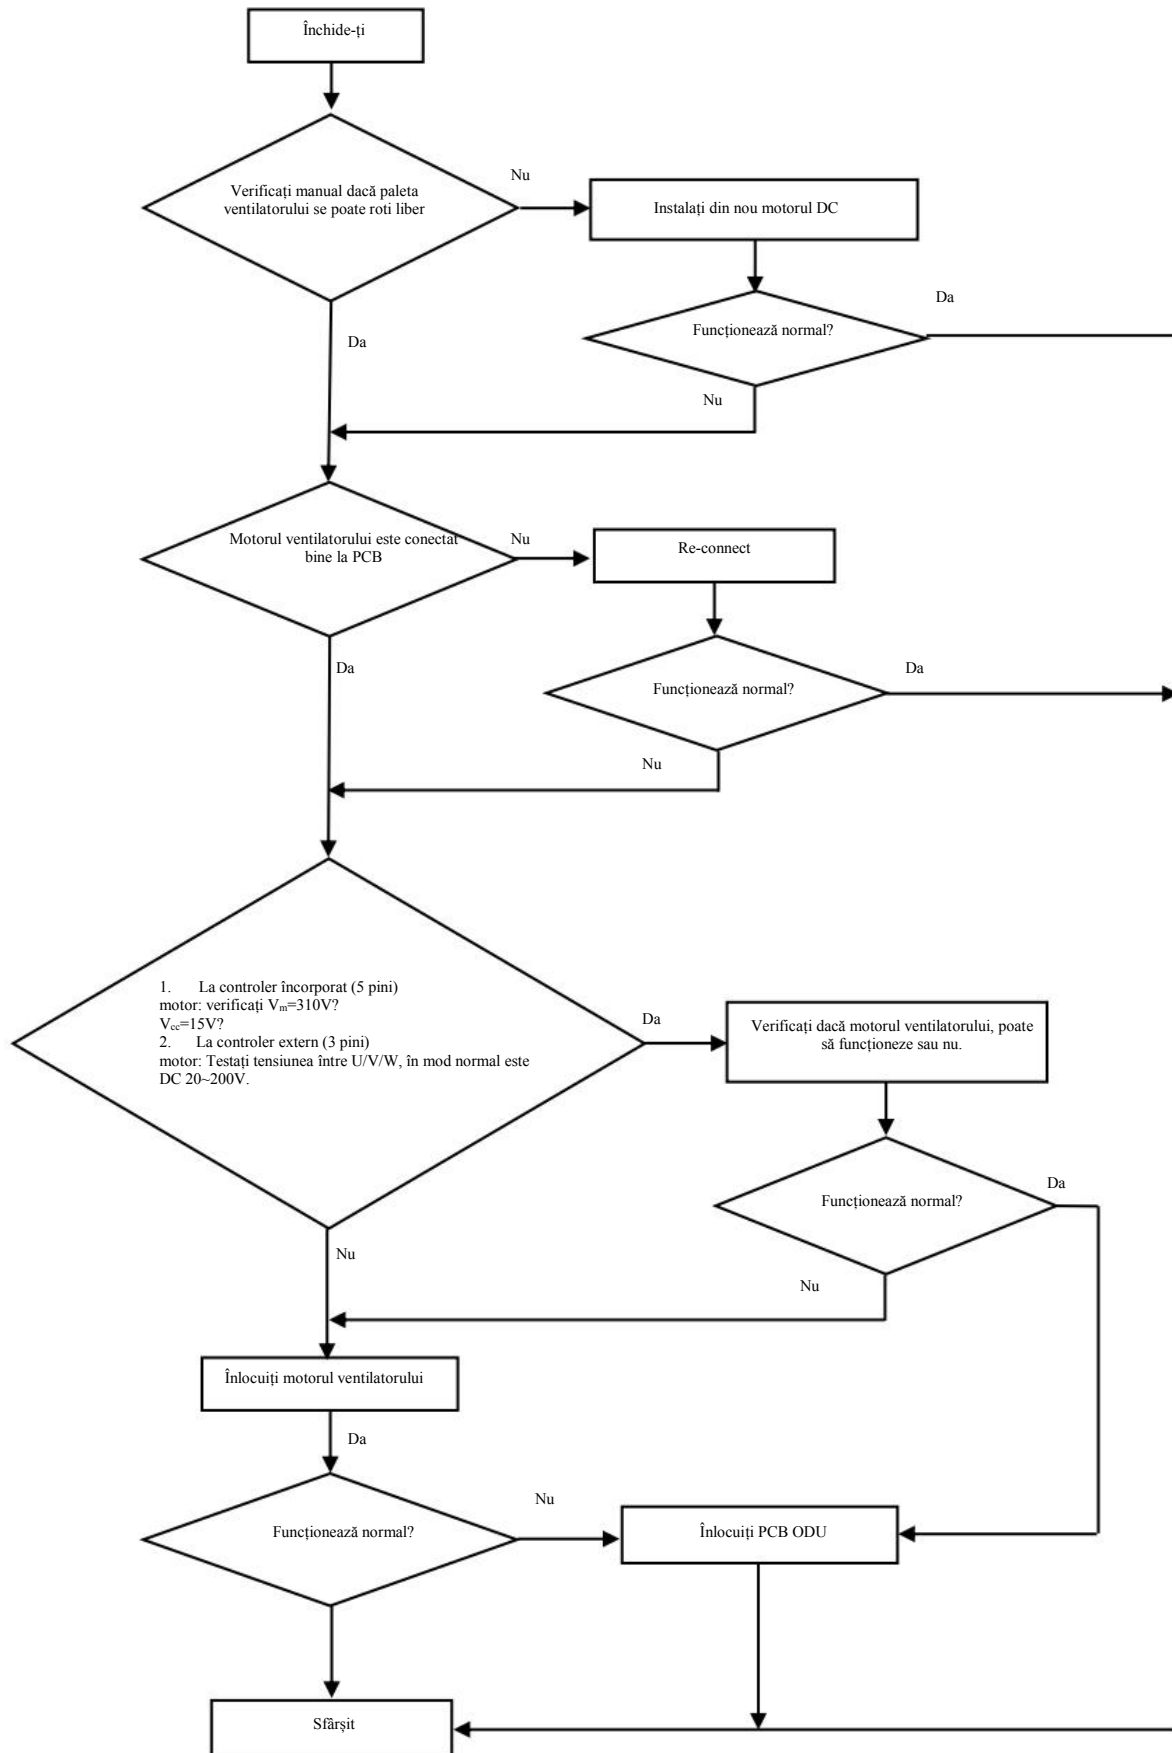 Închide-ți
Nu
Verificați manual dacă paleta
ventilatorului se poate roti liber
Instalați din nou motorul DC
Da
Funcționează normal?
Da
Nu
Motorul ventilatorului este conectat
bine la PCB
Nu
Re-connect
Da
Da
Funcționează normal?
Nu
1. La controler încorporat (5 pini)
motor: verificați Vₘ=310V?
V꜀꜀=15V?
2. La controler extern (3 pini)
motor: Testați tensiunea între U/V/W, în mod normal este
DC 20~200V.
Da
Verificați dacă motorul ventilatorului, poate
să funcționeze sau nu.
Da
Funcționează normal?
Nu
Nu
Înlocuiți motorul ventilatorului
Da
Nu
Funcționează normal?
Înlocuiți PCB ODU
Sfârșit